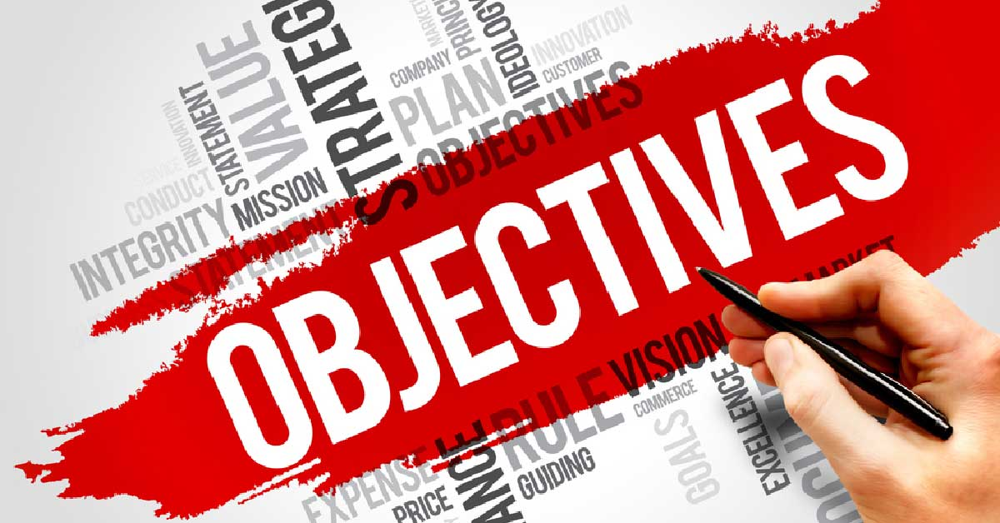 STRATEG
VALUE
MARKET
PRINCI
IDEOLOGY
INNOVATION
COMPANY
CUSTOMER
PLAN
OBJECTIVES
STATEMENT
INNOVATION
SERVICE
CONDUCT
MISSION
INTEGRITY
STATEMENT
OBJECTIVES
MARKET
VISION
RULE
COMMERCE
EXCELLENCE
GOALS
GUIDING
EXPENSE
PRICE